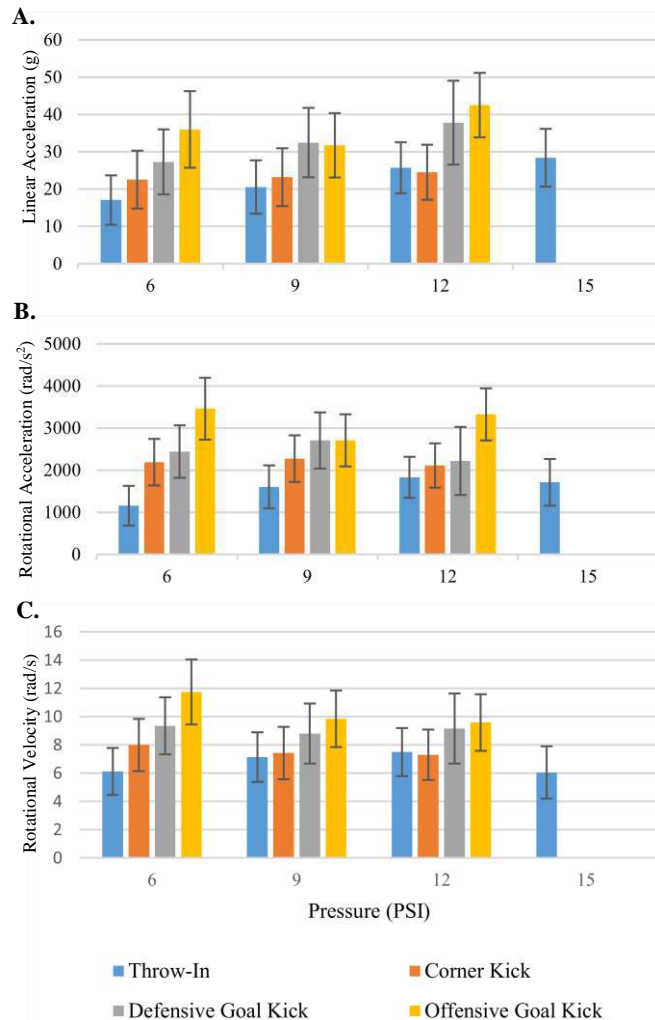 A.
Linear Acceleration (g)
60
50
40
30
20
10
0
6 9 12 15
B.
Rotational Acceleration (rad/s²)
5000
4000
3000
2000
1000
0
6 9 12 15
C.
Rotational Velocity (rad/s)
16
14
12
10
8
6
4
2
0
6 9 12 15
Pressure (PSI)
Throw-In Corner Kick
Defensive Goal Kick Offensive Goal Kick